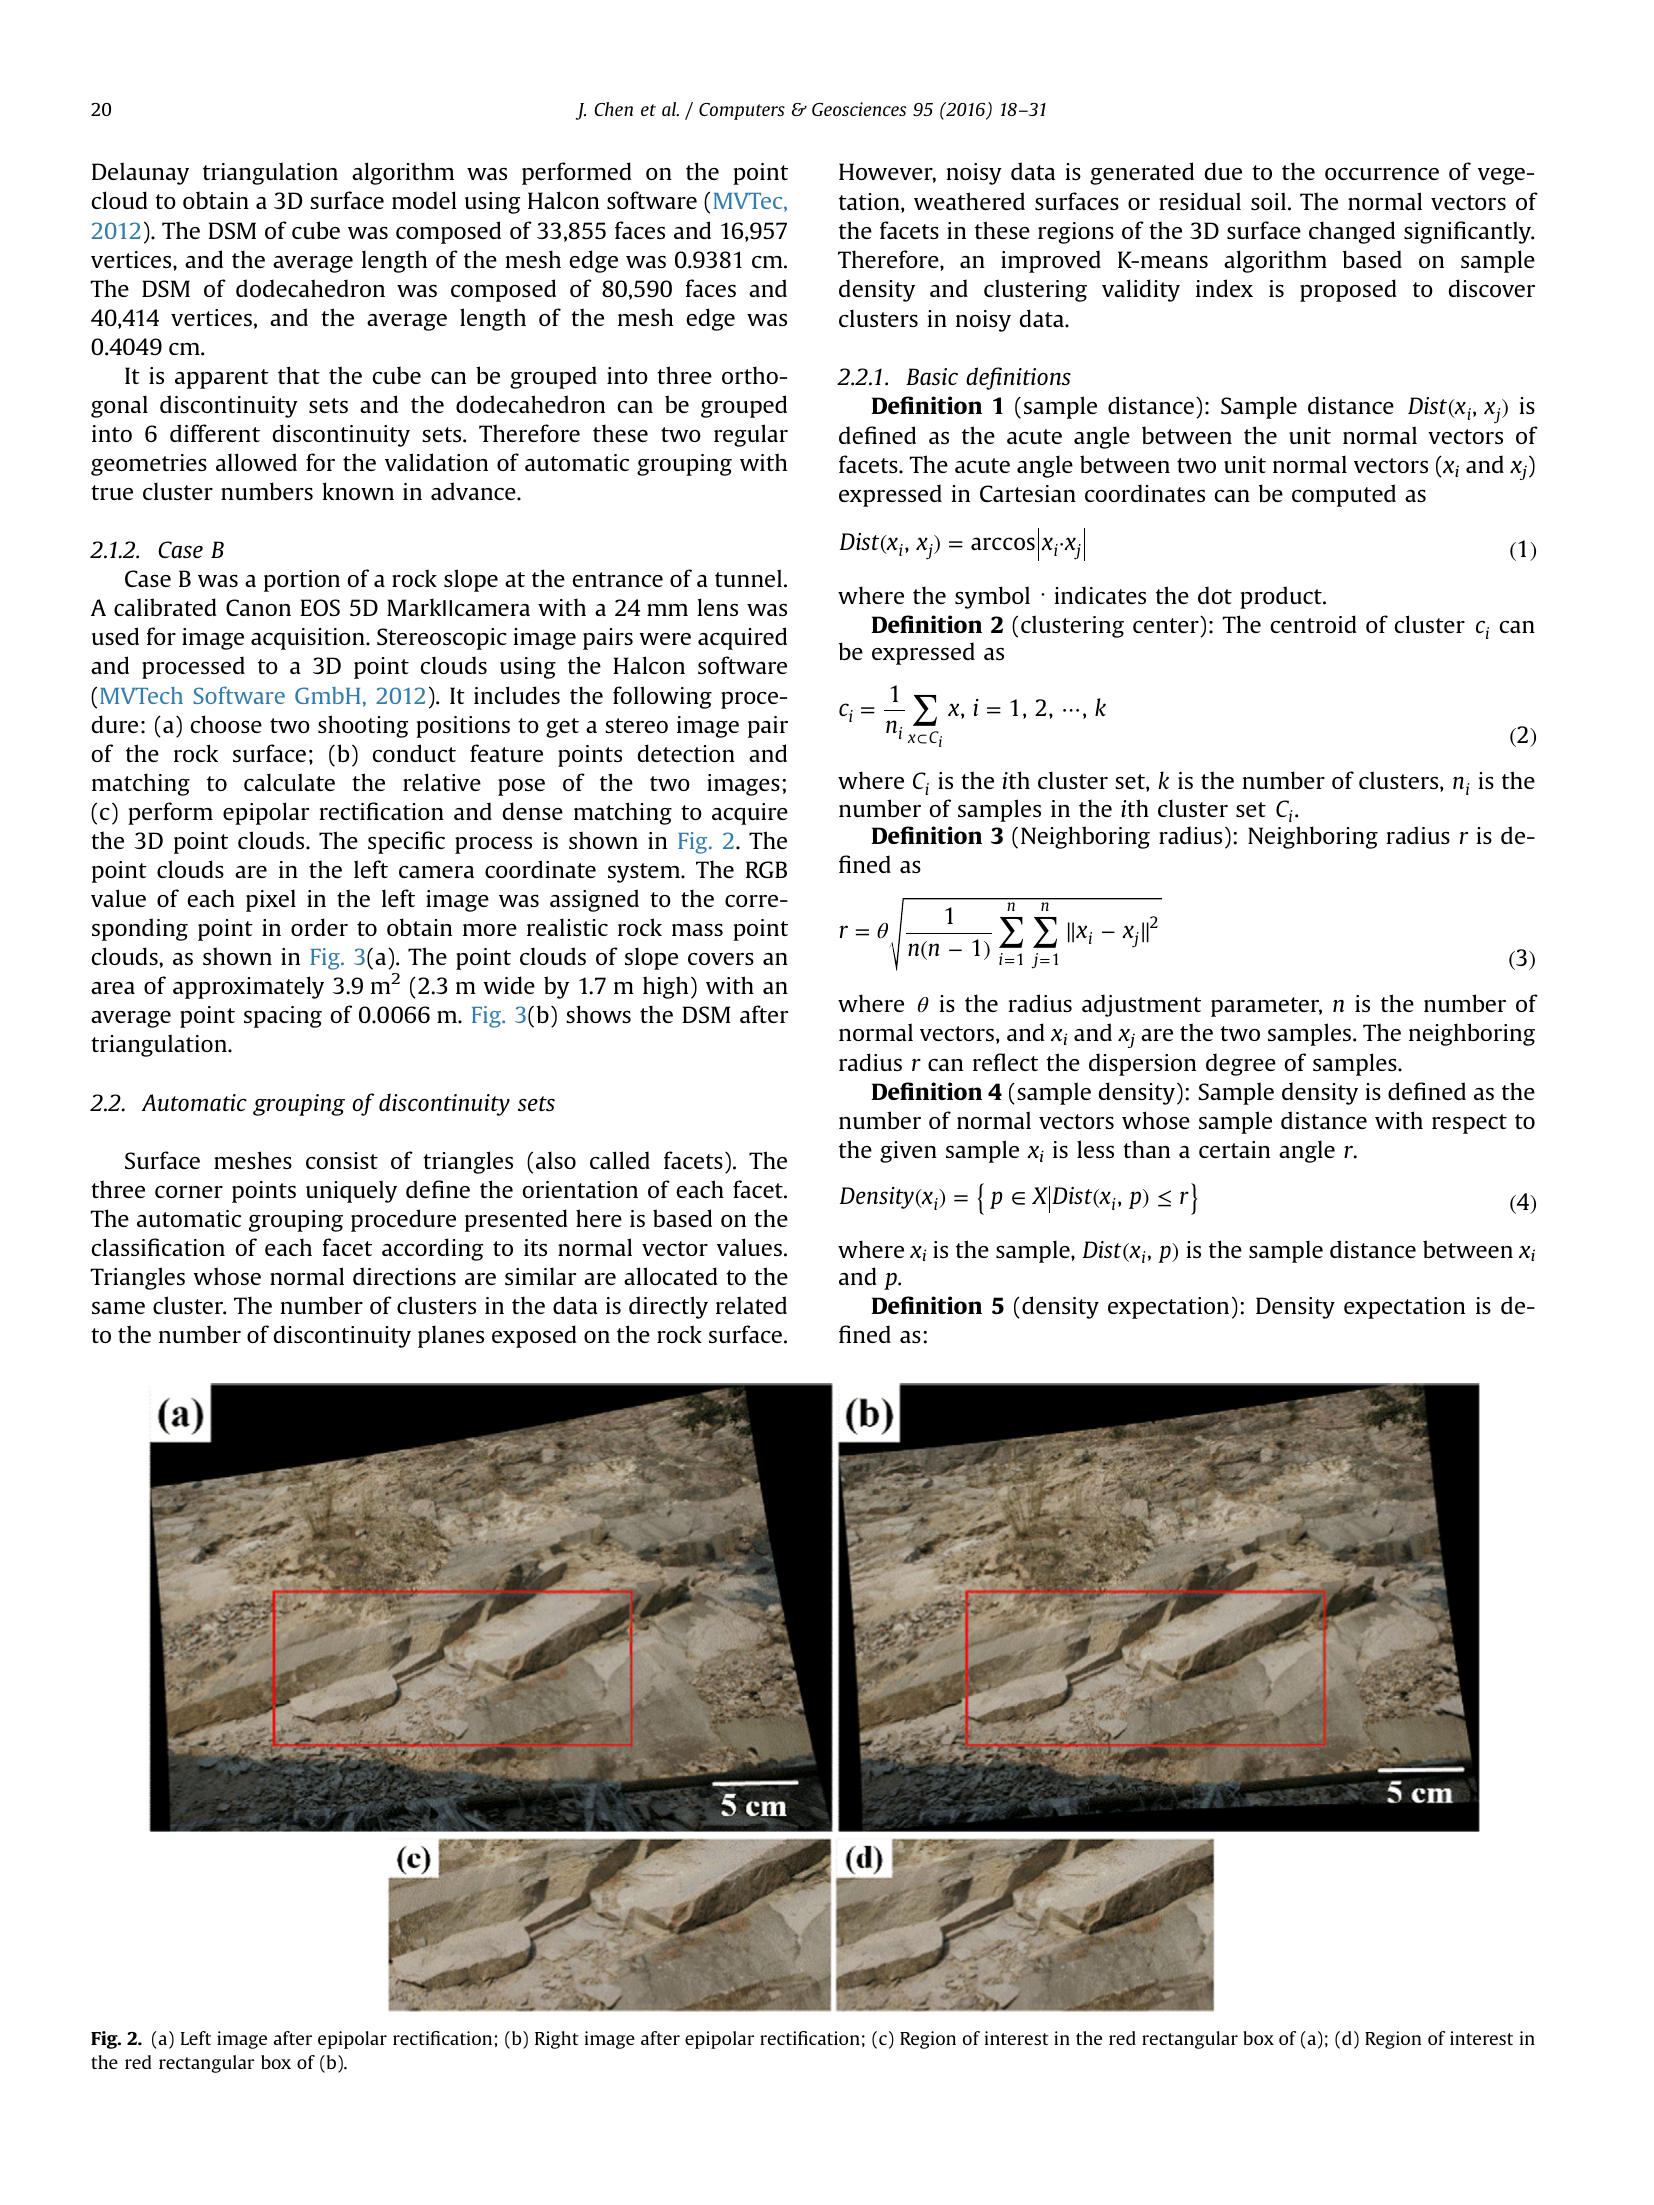 20
J. Chen et al. / Computers & Geosciences 95 (2016) 18–31
Delaunay triangulation algorithm was performed on the point
cloud to obtain a 3D surface model using Halcon software (MVTec,
2012). The DSM of cube was composed of 33,855 faces and 16,957
vertices, and the average length of the mesh edge was 0.9381 cm.
The DSM of dodecahedron was composed of 80,590 faces and
40,414 vertices, and the average length of the mesh edge was
0.4049 cm.
It is apparent that the cube can be grouped into three ortho-
gonal discontinuity sets and the dodecahedron can be grouped
into 6 different discontinuity sets. Therefore these two regular
geometries allowed for the validation of automatic grouping with
true cluster numbers known in advance.
2.1.2. Case B
Case B was a portion of a rock slope at the entrance of a tunnel.
A calibrated Canon EOS 5D MarkIIcamera with a 24 mm lens was
used for image acquisition. Stereoscopic image pairs were acquired
and processed to a 3D point clouds using the Halcon software
(MVTech Software GmbH, 2012). It includes the following proce-
dure: (a) choose two shooting positions to get a stereo image pair
of the rock surface; (b) conduct feature points detection and
matching to calculate the relative pose of the two images;
(c) perform epipolar rectification and dense matching to acquire
the 3D point clouds. The specific process is shown in Fig. 2. The
point clouds are in the left camera coordinate system. The RGB
value of each pixel in the left image was assigned to the corre-
sponding point in order to obtain more realistic rock mass point
clouds, as shown in Fig. 3(a). The point clouds of slope covers an
area of approximately 3.9 m² (2.3 m wide by 1.7 m high) with an
average point spacing of 0.0066 m. Fig. 3(b) shows the DSM after
triangulation.
2.2. Automatic grouping of discontinuity sets
Surface meshes consist of triangles (also called facets). The
three corner points uniquely define the orientation of each facet.
The automatic grouping procedure presented here is based on the
classification of each facet according to its normal vector values.
Triangles whose normal directions are similar are allocated to the
same cluster. The number of clusters in the data is directly related
to the number of discontinuity planes exposed on the rock surface.
However, noisy data is generated due to the occurrence of vege-
tation, weathered surfaces or residual soil. The normal vectors of
the facets in these regions of the 3D surface changed significantly.
Therefore, an improved K-means algorithm based on sample
density and clustering validity index is proposed to discover
clusters in noisy data.
2.2.1. Basic definitions
Definition 1 (sample distance): Sample distance Dist(x_i, x_j) is
defined as the acute angle between the unit normal vectors of
facets. The acute angle between two unit normal vectors (x_i and x_j)
expressed in Cartesian coordinates can be computed as
Dist(x_i, x_j) = arccos|x_i·x_j| (1)
where the symbol · indicates the dot product.
Definition 2 (clustering center): The centroid of cluster c_i can
be expressed as
c_i = 1/n_i ∑_{x⊂C_i} x, i = 1, 2, ⋯, k (2)
where C_i is the ith cluster set, k is the number of clusters, n_i is the
number of samples in the ith cluster set C_i.
Definition 3 (Neighboring radius): Neighboring radius r is de-
fined as
r = θ√(1/(n(n − 1)) ∑_{i=1}^{n} ∑_{j=1}^{n} ||x_i − x_j||²) (3)
where θ is the radius adjustment parameter, n is the number of
normal vectors, and x_i and x_j are the two samples. The neighboring
radius r can reflect the dispersion degree of samples.
Definition 4 (sample density): Sample density is defined as the
number of normal vectors whose sample distance with respect to
the given sample x_i is less than a certain angle r.
Density(x_i) = { p ∈ X|Dist(x_i, p) ≤ r} (4)
where x_i is the sample, Dist(x_i, p) is the sample distance between x_i
and p.
Definition 5 (density expectation): Density expectation is de-
fined as:
(a)
(b)
5 cm
5 cm
(c)
(d)
Fig. 2. (a) Left image after epipolar rectification; (b) Right image after epipolar rectification; (c) Region of interest in the red rectangular box of (a); (d) Region of interest in
the red rectangular box of (b).